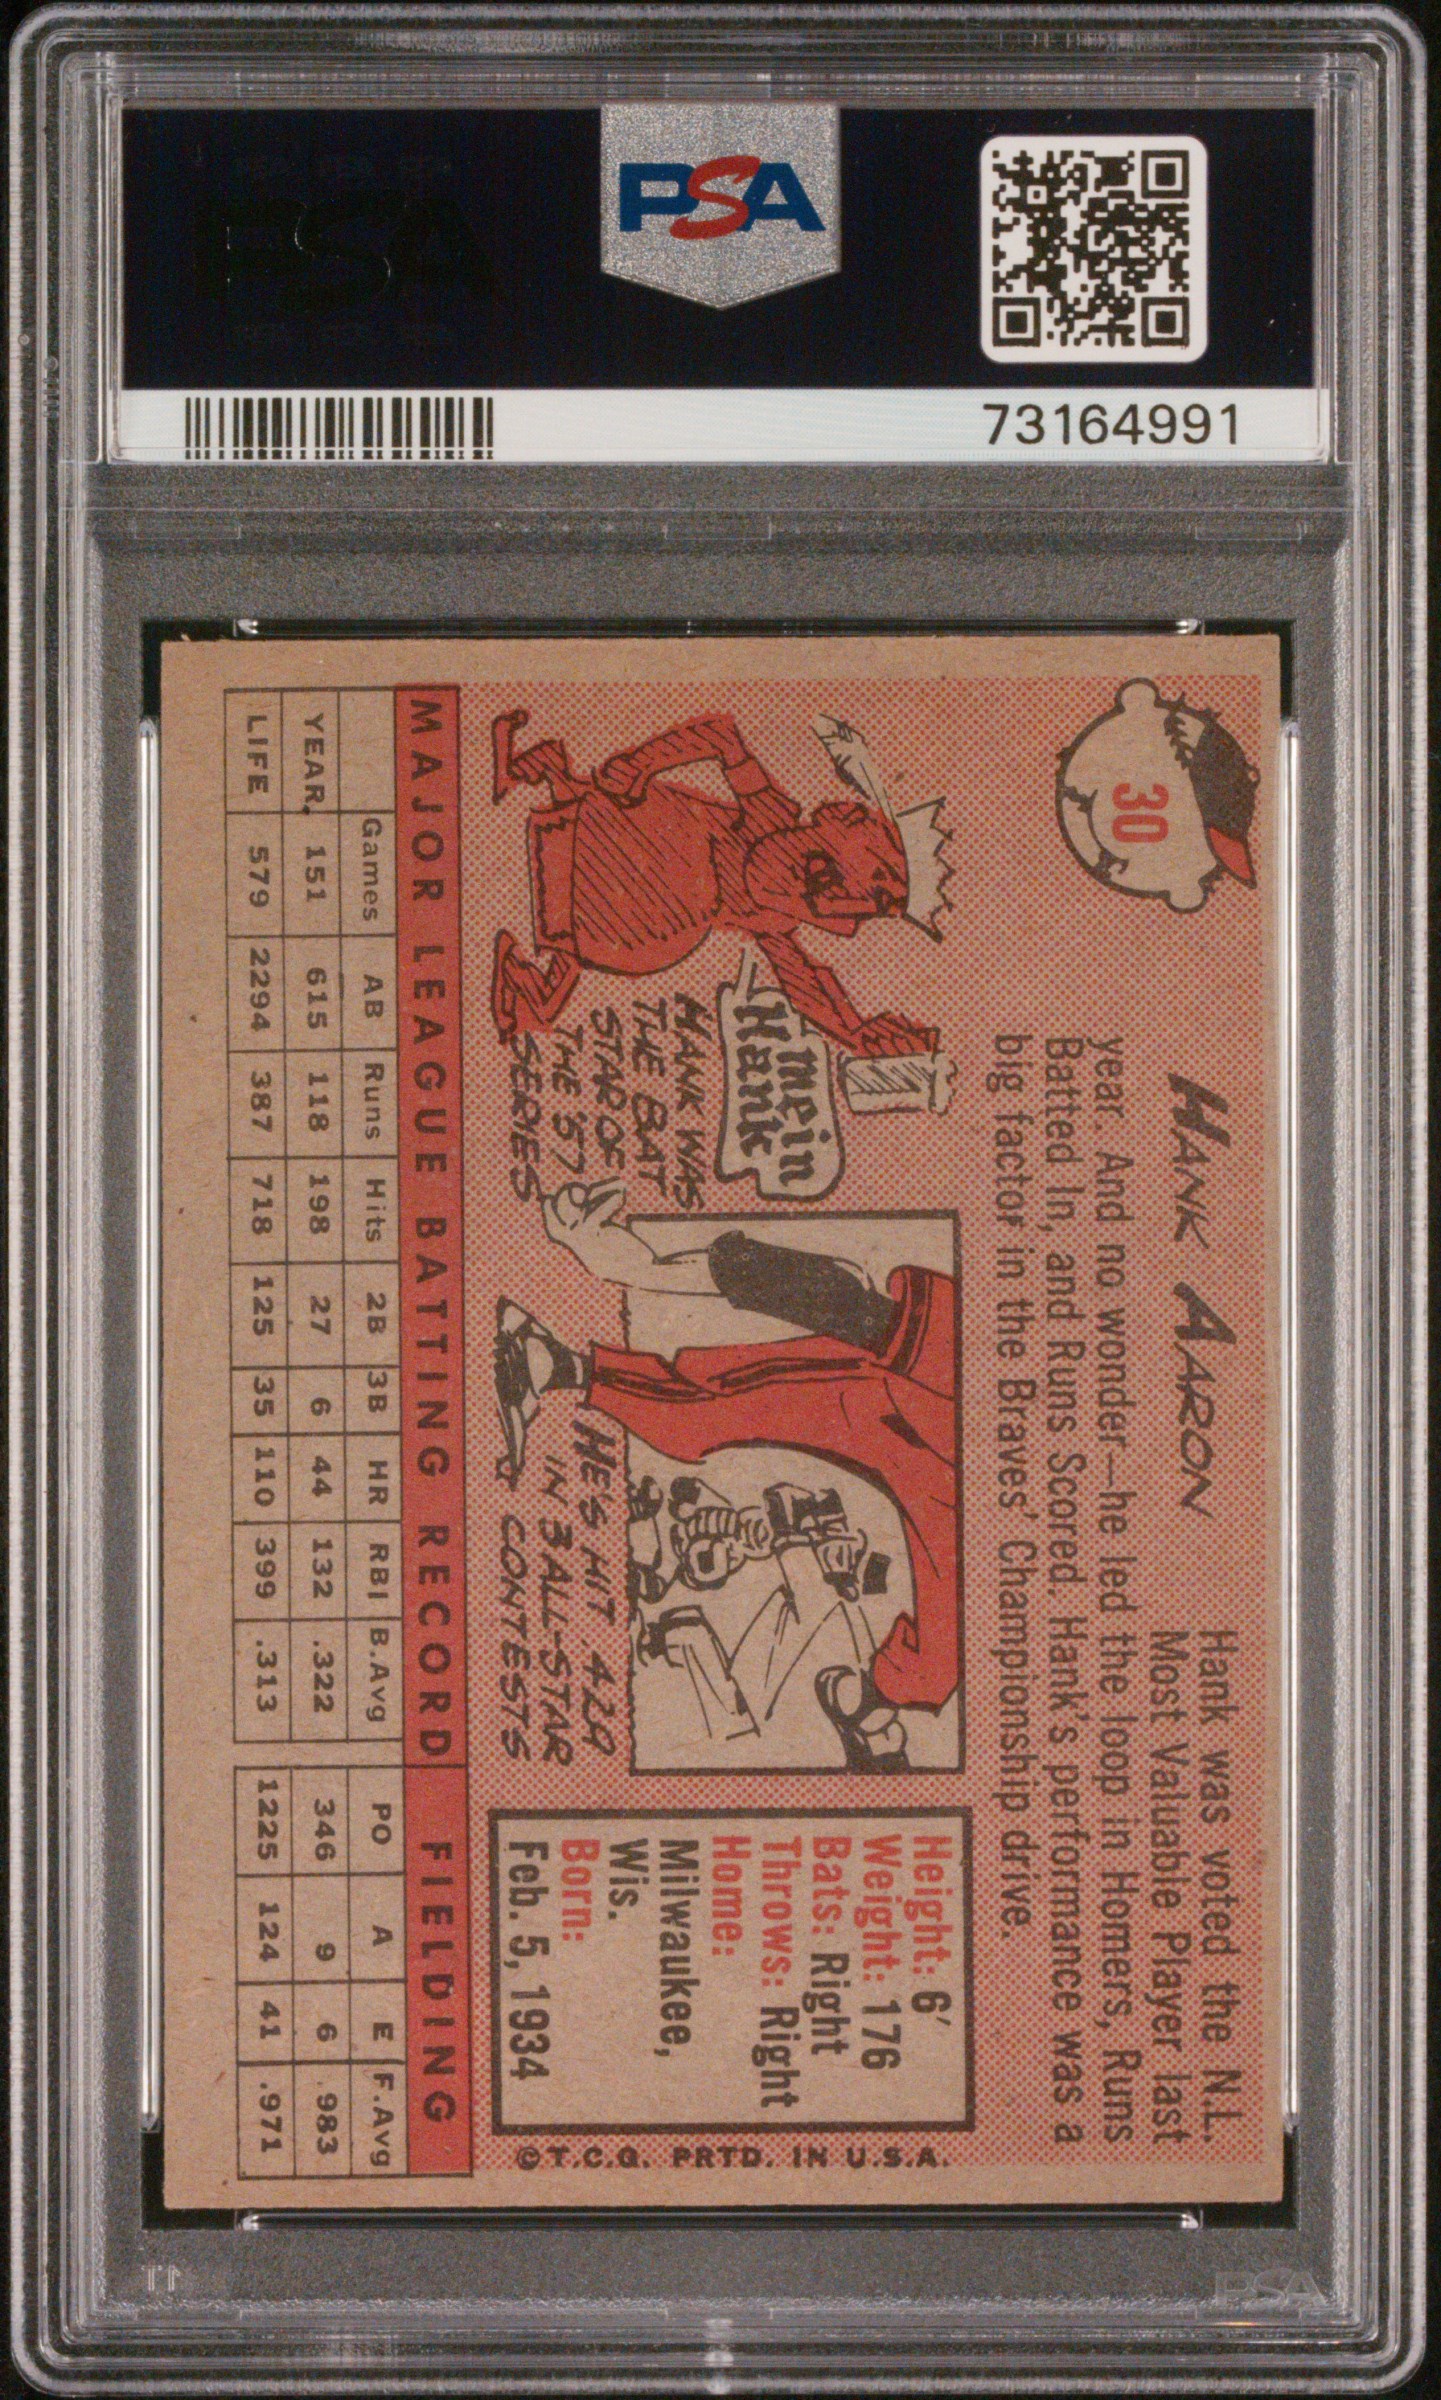 PSA
73164991
30
HANK AARON
Hank was voted the N.L.
Most Valuable Player last
year. And no wonder—he led the loop in Homers, Runs
Batted In, and Runs Scored. Hank's performance was a
big factor in the Braves' Championship drive.
mein
Hank
HANK WAS
THE BAT
STAR OF
THE '57
SERIES
HE'S HIT .429
IN ALL-STAR
CONTESTS
Height: 6'
Weight: 176
Bats: Right
Throws: Right
Home:
Milwaukee,
Wis.
Born:
Feb. 5, 1934
© T.C.G. PRTD. IN U.S.A.
MAJOR LEAGUE BATTING RECORD FIELDING
Games AB Runs Hits 2B 3B HR RBI B.Avg PO A E F.Avg
YEAR. 151 615 118 198 27 6 44 132 .322 346 9 6 .983
LIFE 579 2294 387 718 125 35 110 399 .313 1225 124 41 .971
PSA